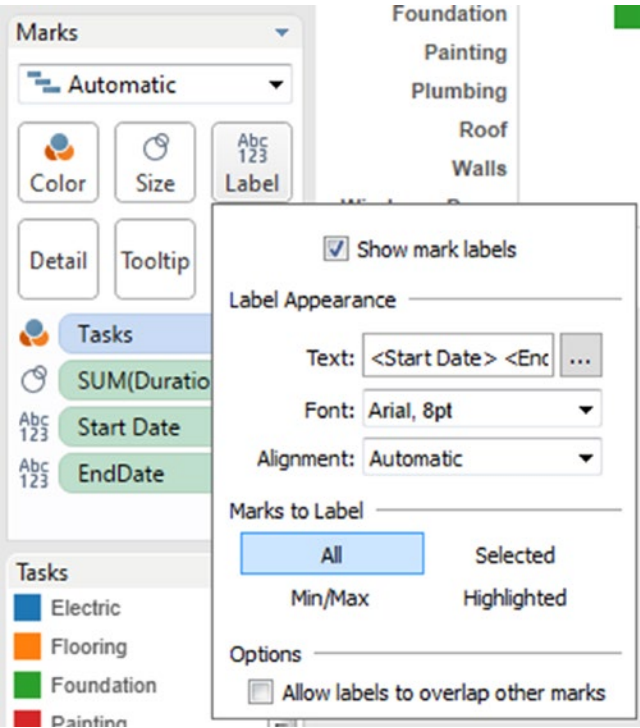 Marks
Automatic
Color
Size
Abc
123
Label
Detail
Tooltip
Tasks
SUM(Duratio
Abc
123
Start Date
Abc
123
EndDate
Tasks
Electric
Flooring
Foundation
Painting
Foundation
Painting
Plumbing
Roof
Walls
Show mark labels
Label Appearance
Text: <Start Date> <Enc ...
Font: Arial, 8pt
Alignment: Automatic
Marks to Label
All
Selected
Min/Max
Highlighted
Options
Allow labels to overlap other marks